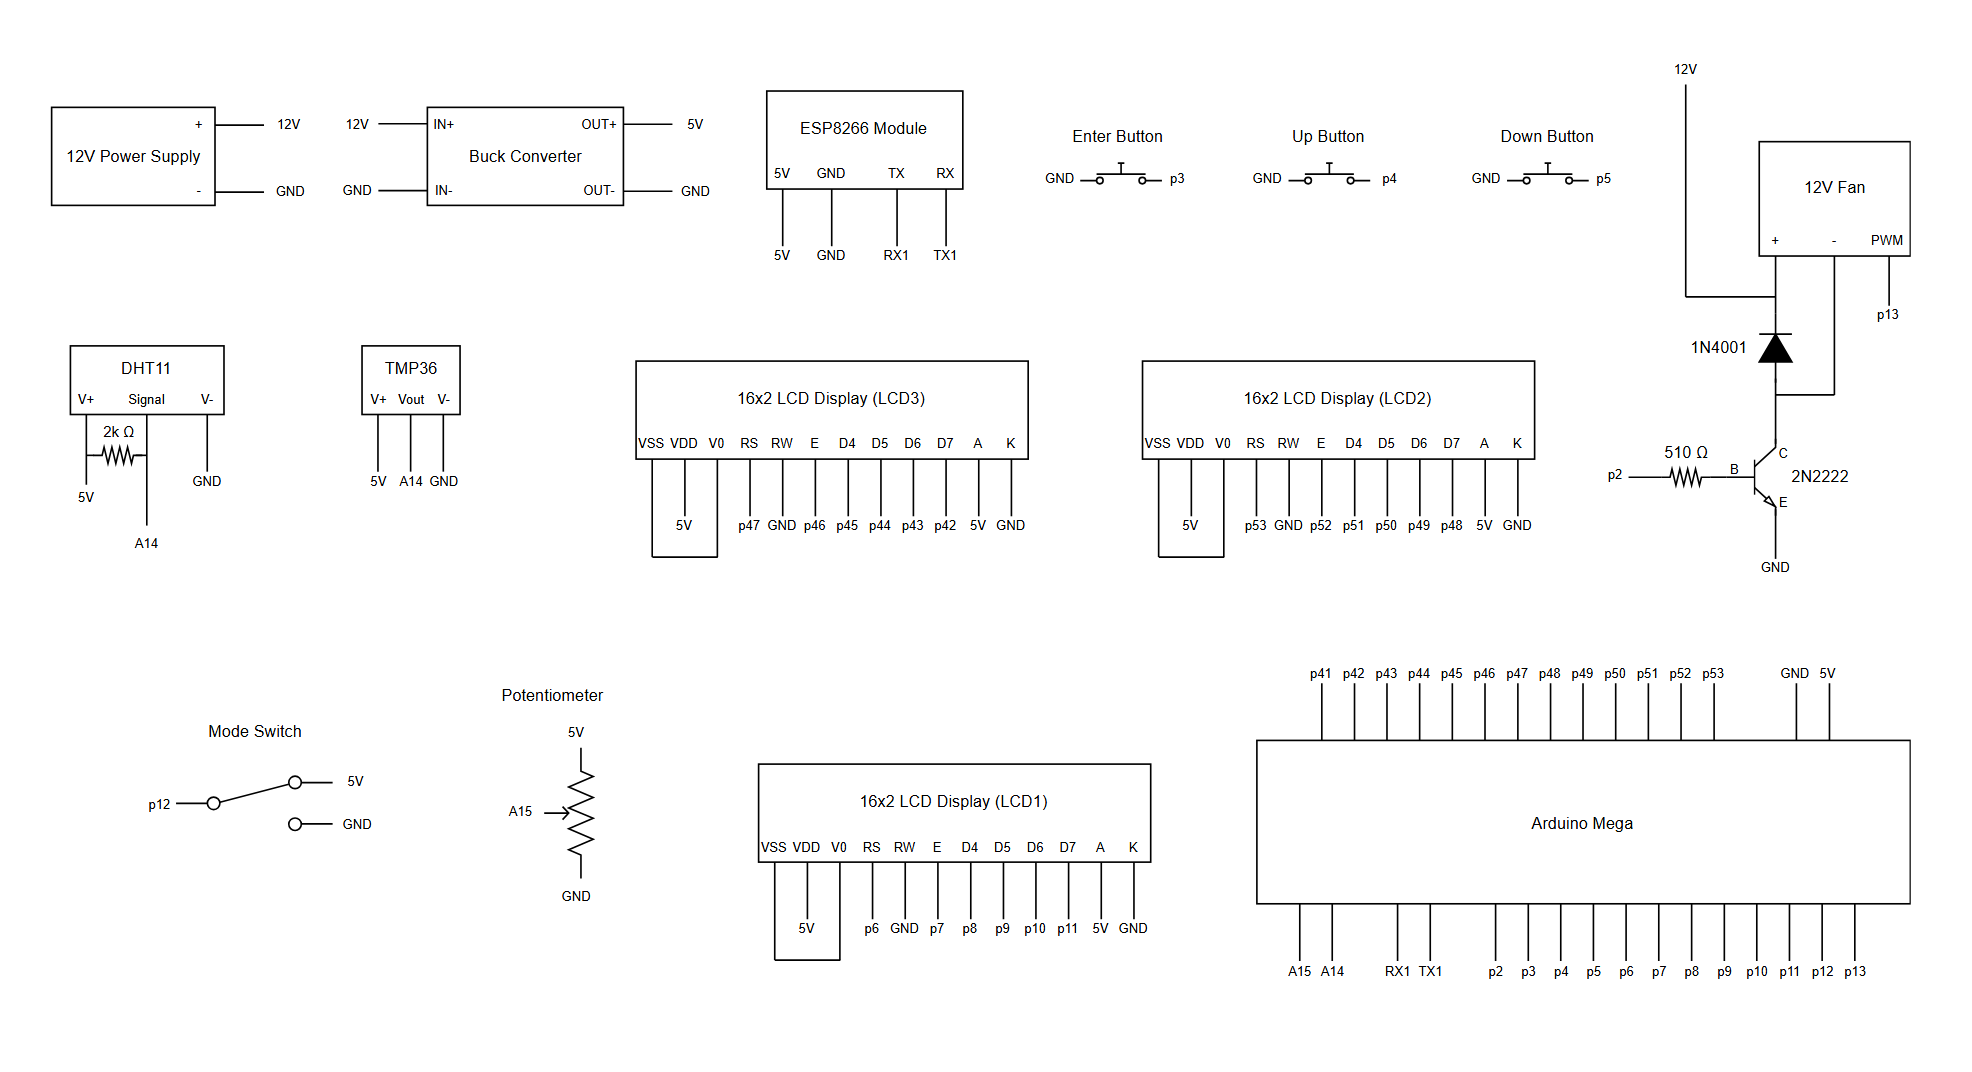 12V
+ 12V
12V Power Supply
- GND
12V IN+ OUT+ 5V
Buck Converter
GND IN- OUT- GND
ESP8266 Module
5V GND TX RX
5V GND RX1 TX1
Enter Button
GND p3
Up Button
GND p4
Down Button
GND p5
12V Fan
+ - PWM
p13
1N4001
510 Ω
p2 B C E
2N2222
GND
DHT11
V+ Signal V-
2k Ω
5V GND
A14
TMP36
V+ Vout V-
5V A14 GND
16x2 LCD Display (LCD3)
VSS VDD V0 RS RW E D4 D5 D6 D7 A K
5V p47 GND p46 p45 p44 p43 p42 5V GND
16x2 LCD Display (LCD2)
VSS VDD V0 RS RW E D4 D5 D6 D7 A K
5V p53 GND p52 p51 p50 p49 p48 5V GND
Mode Switch
5V
p12
GND
Potentiometer
5V
A15
GND
16x2 LCD Display (LCD1)
VSS VDD V0 RS RW E D4 D5 D6 D7 A K
5V p6 GND p7 p8 p9 p10 p11 5V GND
p41 p42 p43 p44 p45 p46 p47 p48 p49 p50 p51 p52 p53 GND 5V
Arduino Mega
A15 A14 RX1 TX1 p2 p3 p4 p5 p6 p7 p8 p9 p10 p11 p12 p13